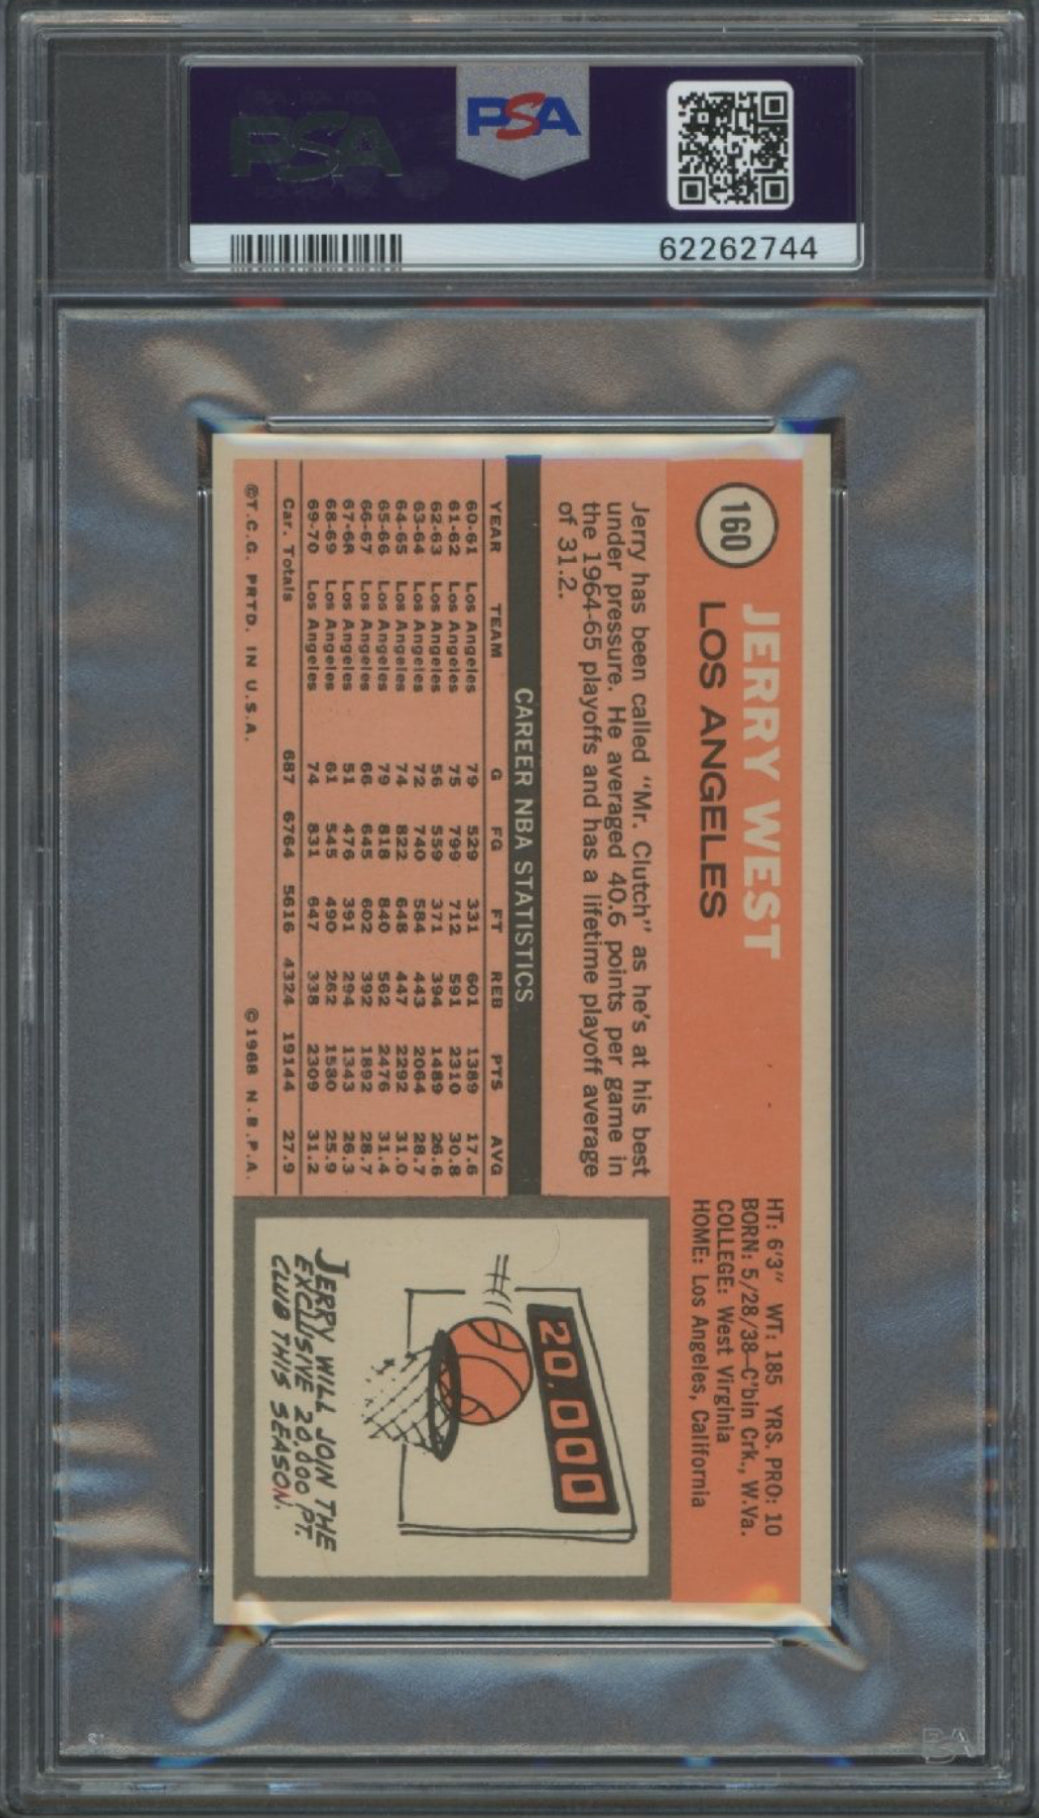 PSA
PSA
62262744
160
JERRY WEST
LOS ANGELES
HT: 6'3" WT: 185 YRS. PRO: 10
BORN: 5/28/38—C'bin Crk., W.Va.
COLLEGE: West Virginia
HOME: Los Angeles, California
Jerry has been called "Mr. Clutch" as he's at his best
under pressure. He averaged 40.6 points per game in
the 1964-65 playoffs and has a lifetime playoff average
of 31.2.
CAREER NBA STATISTICS
YEAR TEAM G FG FT REB PTS AVG
60-61 Los Angeles 79 529 331 601 1389 17.6
61-62 Los Angeles 75 799 712 591 2310 30.8
62-63 Los Angeles 56 559 371 394 1489 26.6
63-64 Los Angeles 72 740 584 443 2064 28.7
64-65 Los Angeles 74 822 648 447 2292 31.0
65-66 Los Angeles 79 818 840 562 2476 31.4
66-67 Los Angeles 66 645 602 392 1892 28.7
67-68 Los Angeles 51 476 391 294 1343 26.3
68-69 Los Angeles 61 545 490 262 1580 25.9
69-70 Los Angeles 74 831 647 338 2309 31.2
Car. Totals 687 6764 5616 4324 19144 27.9
©T.C.G. PRTD. IN U.S.A. ©1968 N.B.P.A.
20,000
JERRY WILL JOIN THE
EXCLUSIVE 20,000 PT.
CLUB THIS SEASON.